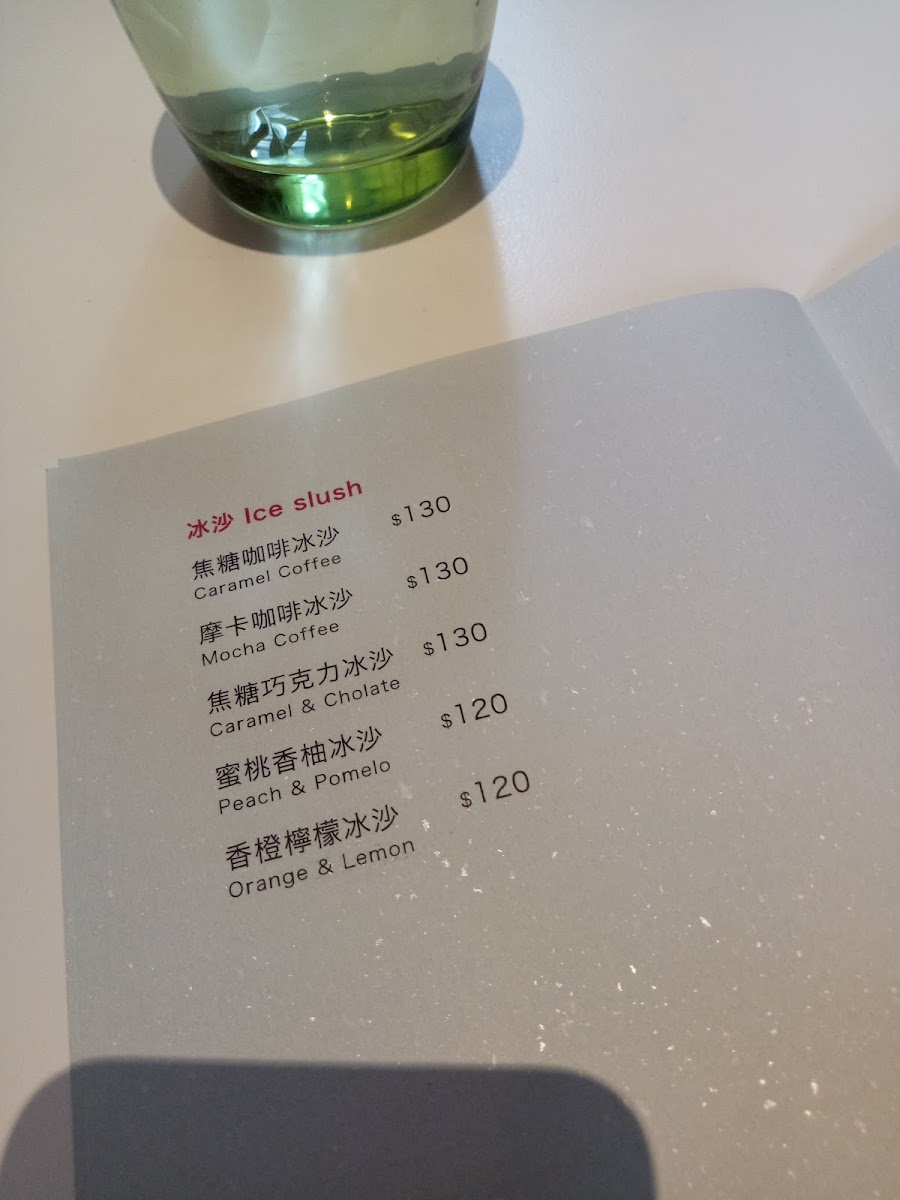 冰沙 Ice slush
焦糖咖啡冰沙 $130
Caramel Coffee
摩卡咖啡冰沙 $130
Mocha Coffee
焦糖巧克力冰沙 $130
Caramel & Cholate
蜜桃香柚冰沙 $120
Peach & Pomelo
香橙檸檬冰沙 $120
Orange & Lemon